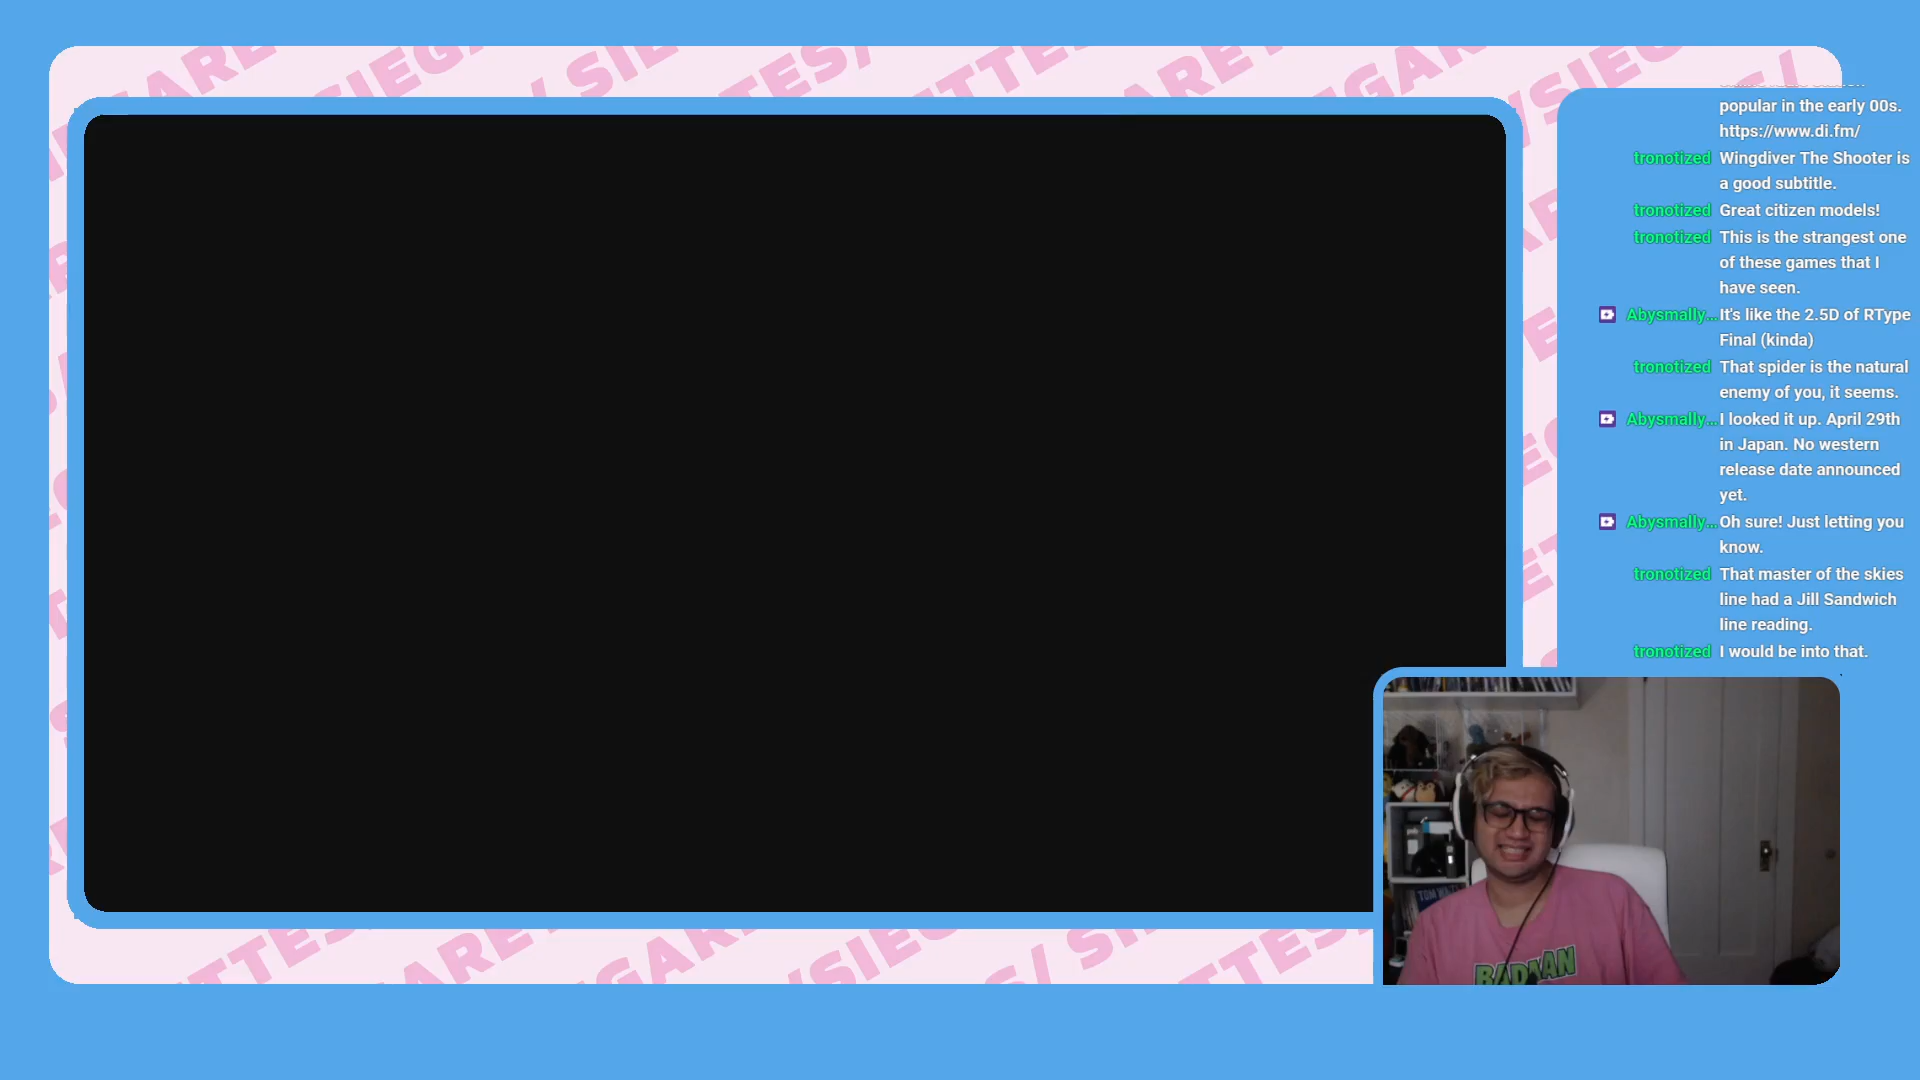 popular in the early 00s.
https://www.di.fm/
tronotized Wingdiver The Shooter is
a good subtitle.
tronotized Great citizen models!
tronotized This is the strangest one
of these games that I
have seen.
Abysmally... It's like the 2.5D of RType
Final (kinda)
tronotized That spider is the natural
enemy of you, it seems.
Abysmally... I looked it up. April 29th
in Japan. No western
release date announced
yet.
Abysmally... Oh sure! Just letting you
know.
tronotized That master of the skies
line had a Jill Sandwich
line reading.
tronotized I would be into that.
TOM WAITS